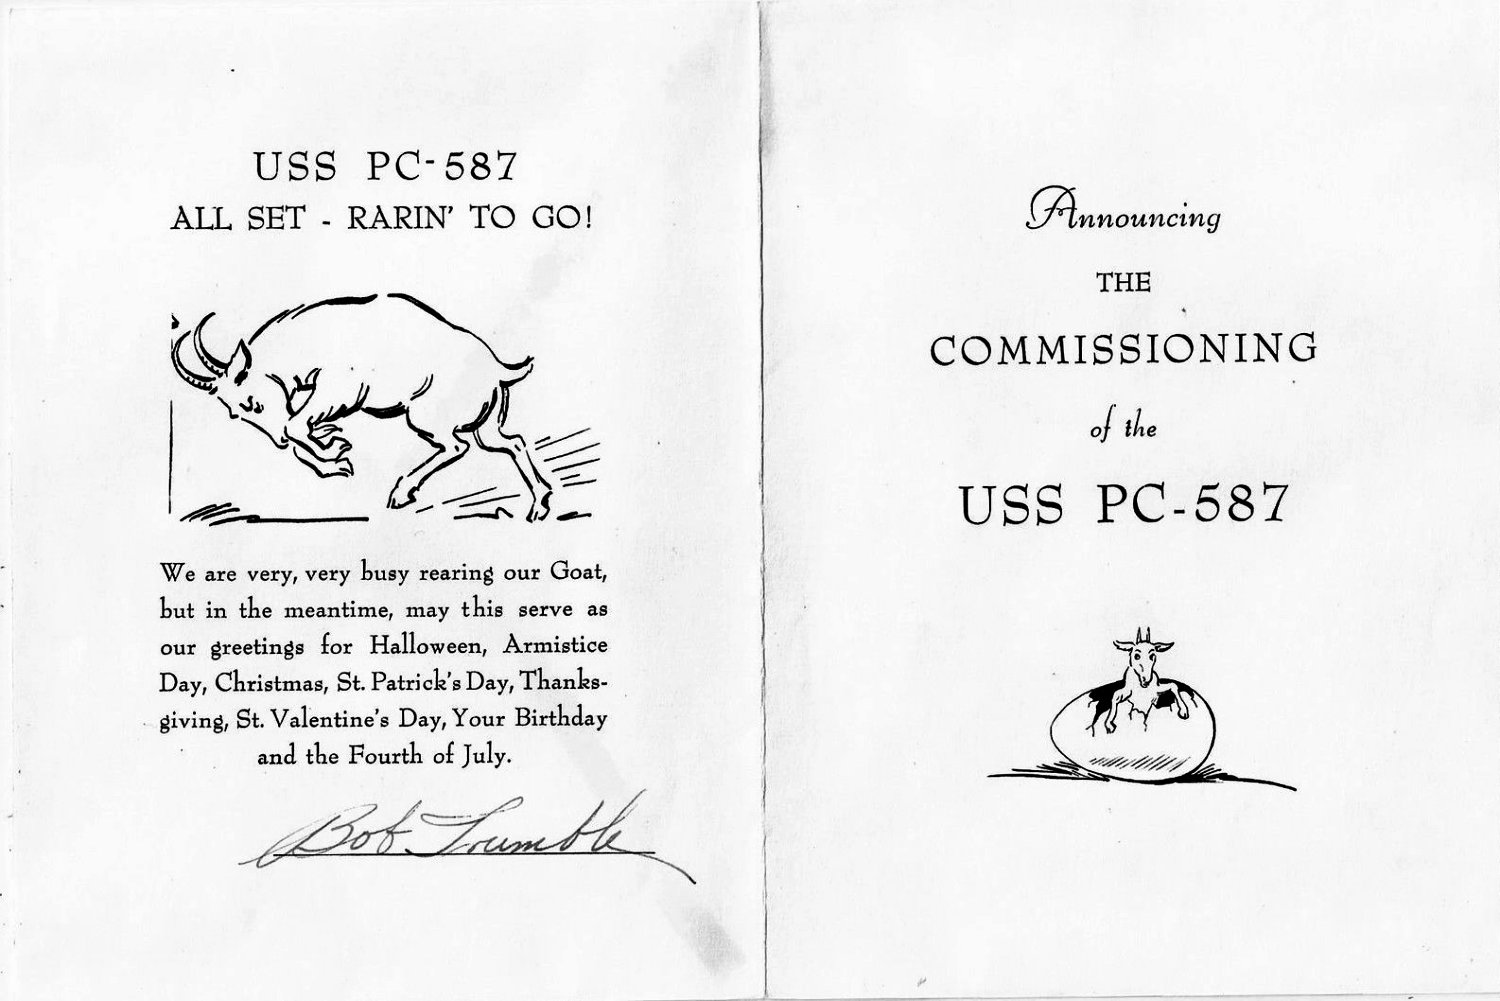 USS PC-587
ALL SET - RARIN' TO GO!
We are very, very busy rearing our Goat,
but in the meantime, may this serve as
our greetings for Halloween, Armistice
Day, Christmas, St. Patrick's Day, Thanks-
giving, St. Valentine's Day, Your Birthday
and the Fourth of July.
Bob Trumble
Announcing
THE
COMMISSIONING
of the
USS PC-587